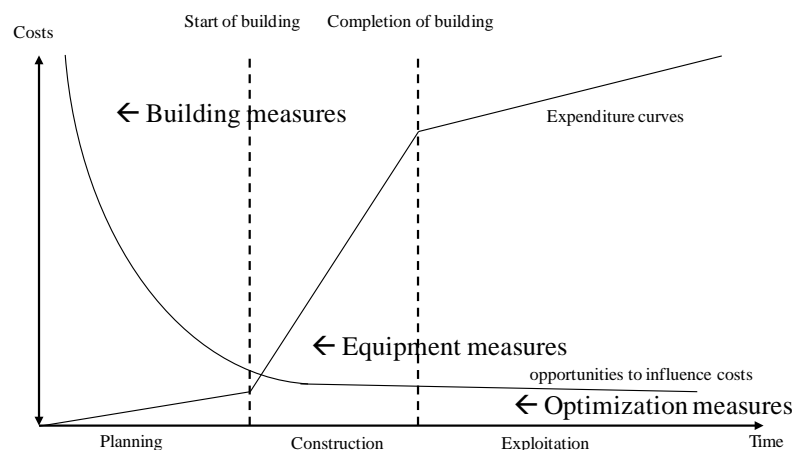 Start of building
Completion of building
Costs
← Building measures
Expenditure curves
← Equipment measures
opportunities to influence costs
← Optimization measures
Planning
Construction
Exploitation
Time